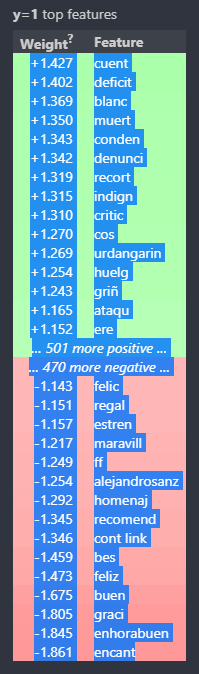 y=1 top features
Weight? Feature
+1.427 cuent
+1.402 deficit
+1.369 blanc
+1.350 muert
+1.343 conden
+1.342 denunci
+1.319 recort
+1.315 indign
+1.310 critic
+1.270 cos
+1.269 urdangarin
+1.254 huelg
+1.243 griñ
+1.165 ataqu
+1.152 ere
... 501 more positive ...
... 470 more negative ...
-1.143 felic
-1.151 regal
-1.157 estren
-1.217 maravill
-1.249 ff
-1.254 alejandrosanz
-1.292 homenaj
-1.345 recomend
-1.346 cont link
-1.459 bes
-1.473 feliz
-1.675 buen
-1.805 graci
-1.845 enhorabuen
-1.861 encant